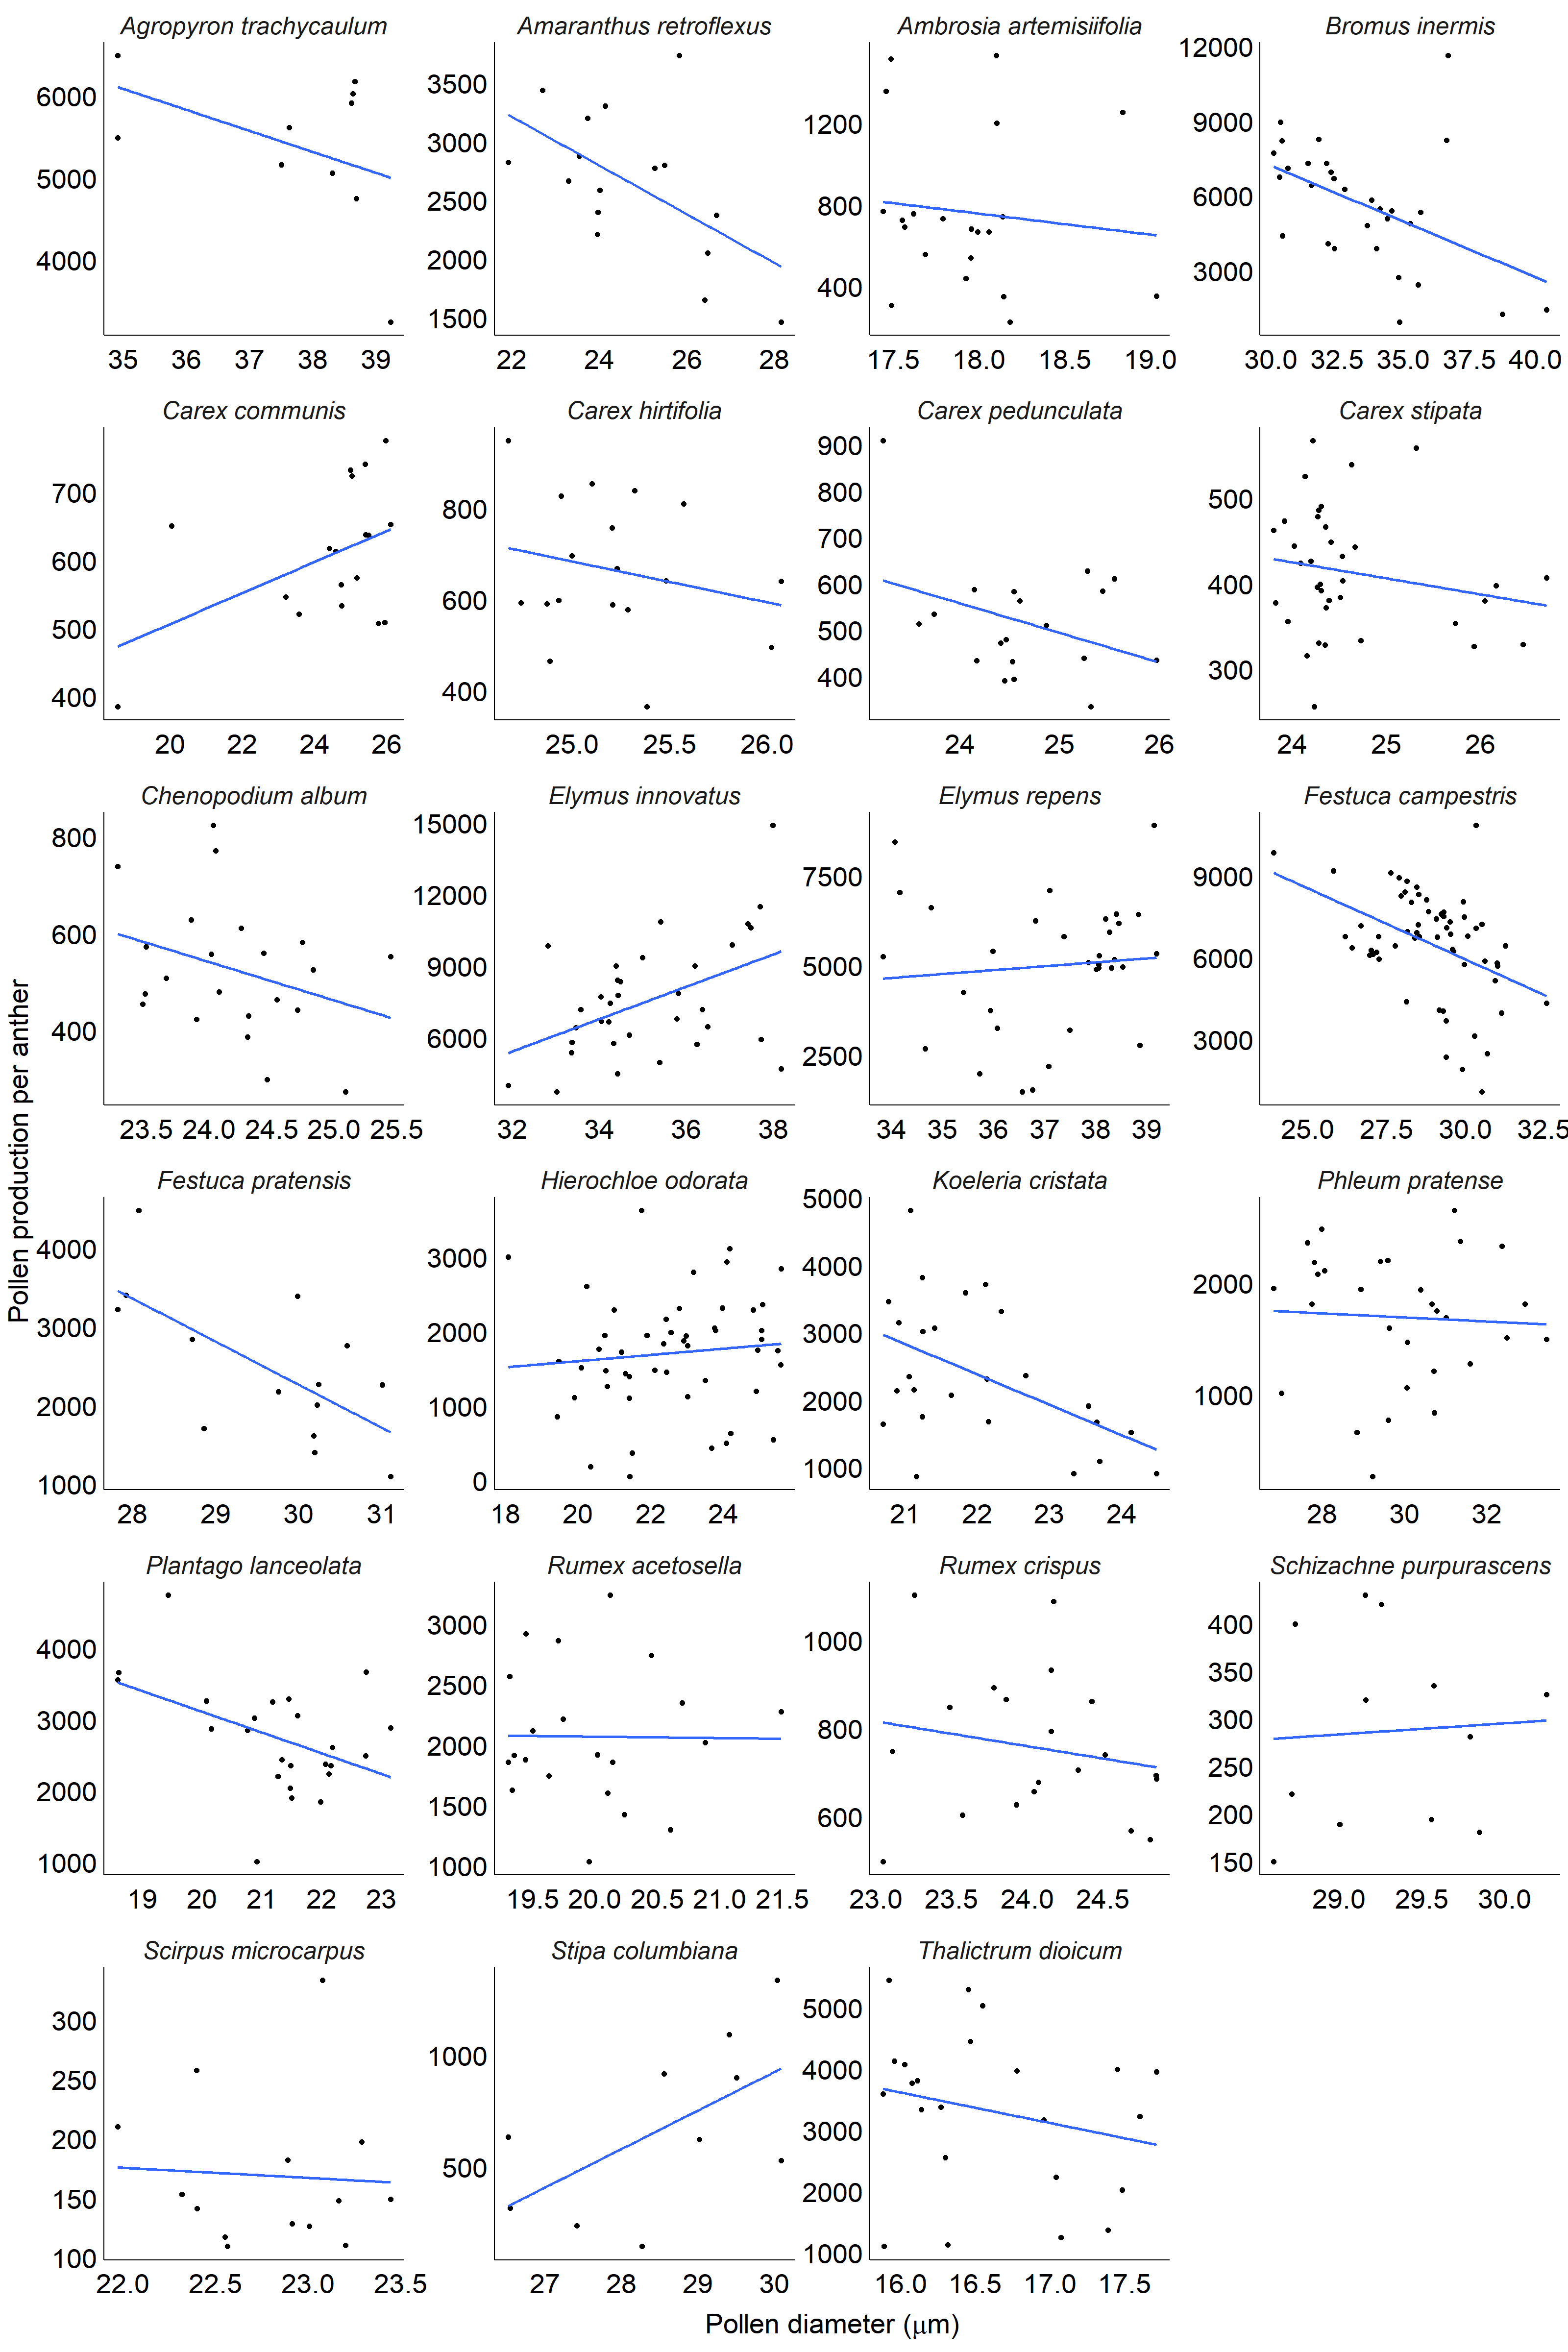 Agropyron trachycaulum Amaranthus retroflexus Ambrosia artemisiifolia Bromus inermis
6000
5000
4000
35 36 37 38 39
3500
3000
2500
2000
1500
22 24 26 28
1200
800
400
17.5 18.0 18.5 19.0
12000
9000
6000
3000
30.0 32.5 35.0 37.5 40.0
Carex communis Carex hirtifolia Carex pedunculata Carex stipata
700
600
500
400
20 22 24 26
800
600
400
25.0 25.5 26.0
900
800
700
600
500
400
24 25 26
500
400
300
24 25 26
Chenopodium album Elymus innovatus Elymus repens Festuca campestris
800
600
400
23.5 24.0 24.5 25.0 25.5
15000
12000
9000
6000
32 34 36 38
7500
5000
2500
34 35 36 37 38 39
9000
6000
3000
25.0 27.5 30.0 32.5
Pollen production per anther
Festuca pratensis Hierochloe odorata Koeleria cristata Phleum pratense
4000
3000
2000
1000
28 29 30 31
3000
2000
1000
0
18 20 22 24
5000
4000
3000
2000
1000
21 22 23 24
2000
1000
28 30 32
Plantago lanceolata Rumex acetosella Rumex crispus Schizachne purpurascens
4000
3000
2000
1000
19 20 21 22 23
3000
2500
2000
1500
1000
19.5 20.0 20.5 21.0 21.5
1000
800
600
23.0 23.5 24.0 24.5
400
350
300
250
200
150
29.0 29.5 30.0
Scirpus microcarpus Stipa columbiana Thalictrum dioicum
300
250
200
150
100
22.0 22.5 23.0 23.5
1000
500
27 28 29 30
5000
4000
3000
2000
1000
16.0 16.5 17.0 17.5
Pollen diameter (μm)